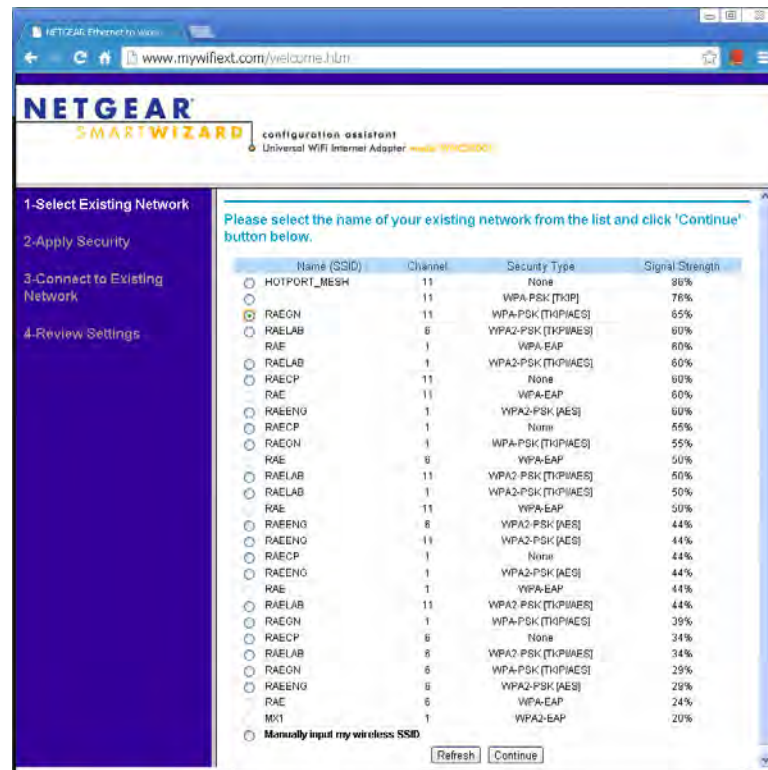 NETGEAR Ethernet to
www.mywifiext.com/welcome.htm
NETGEAR
SMARTWIZARD
configuration assistant
Universal WiFi Internet Adapter
1-Select Existing Network
2-Apply Security
3-Connect to Existing
Network
4-Review Settings
Please select the name of your existing network from the list and click 'Continue'
button below.
Name (SSID) Channel Security Type Signal Strength
HOTPORT_MESH 11 None 86%
11 WPA-PSK [TKIP] 76%
RAEGN 11 WPA-PSK [TKIP/AES] 65%
RAELAB 6 WPA2-PSK [TKIP/AES] 60%
RAE 1 WPA-EAP 60%
RAELAB 1 WPA2-PSK [TKIP/AES] 60%
RAECP 11 None 60%
RAE 11 WPA-EAP 60%
RAEENG 1 WPA2-PSK [AES] 60%
RAECP 1 None 55%
RAEGN 1 WPA-PSK [TKIP/AES] 55%
RAE 6 WPA-EAP 50%
RAELAB 11 WPA2-PSK [TKIP/AES] 50%
RAELAB 1 WPA2-PSK [TKIP/AES] 50%
RAE 11 WPA-EAP 50%
RAEENG 6 WPA2-PSK [AES] 44%
RAEENG 11 WPA2-PSK [AES] 44%
RAECP 1 None 44%
RAEENG 1 WPA2-PSK [AES] 44%
RAE 1 WPA-EAP 44%
RAELAB 11 WPA2-PSK [TKIP/AES] 44%
RAEGN 1 WPA-PSK [TKIP/AES] 39%
RAECP 6 None 34%
RAELAB 6 WPA2-PSK [TKIP/AES] 34%
RAEGN 6 WPA-PSK [TKIP/AES] 29%
RAEENG 6 WPA2-PSK [AES] 29%
RAE 6 WPA-EAP 24%
MX1 1 WPA2-EAP 20%
Manually input my wireless SSID
Refresh Continue